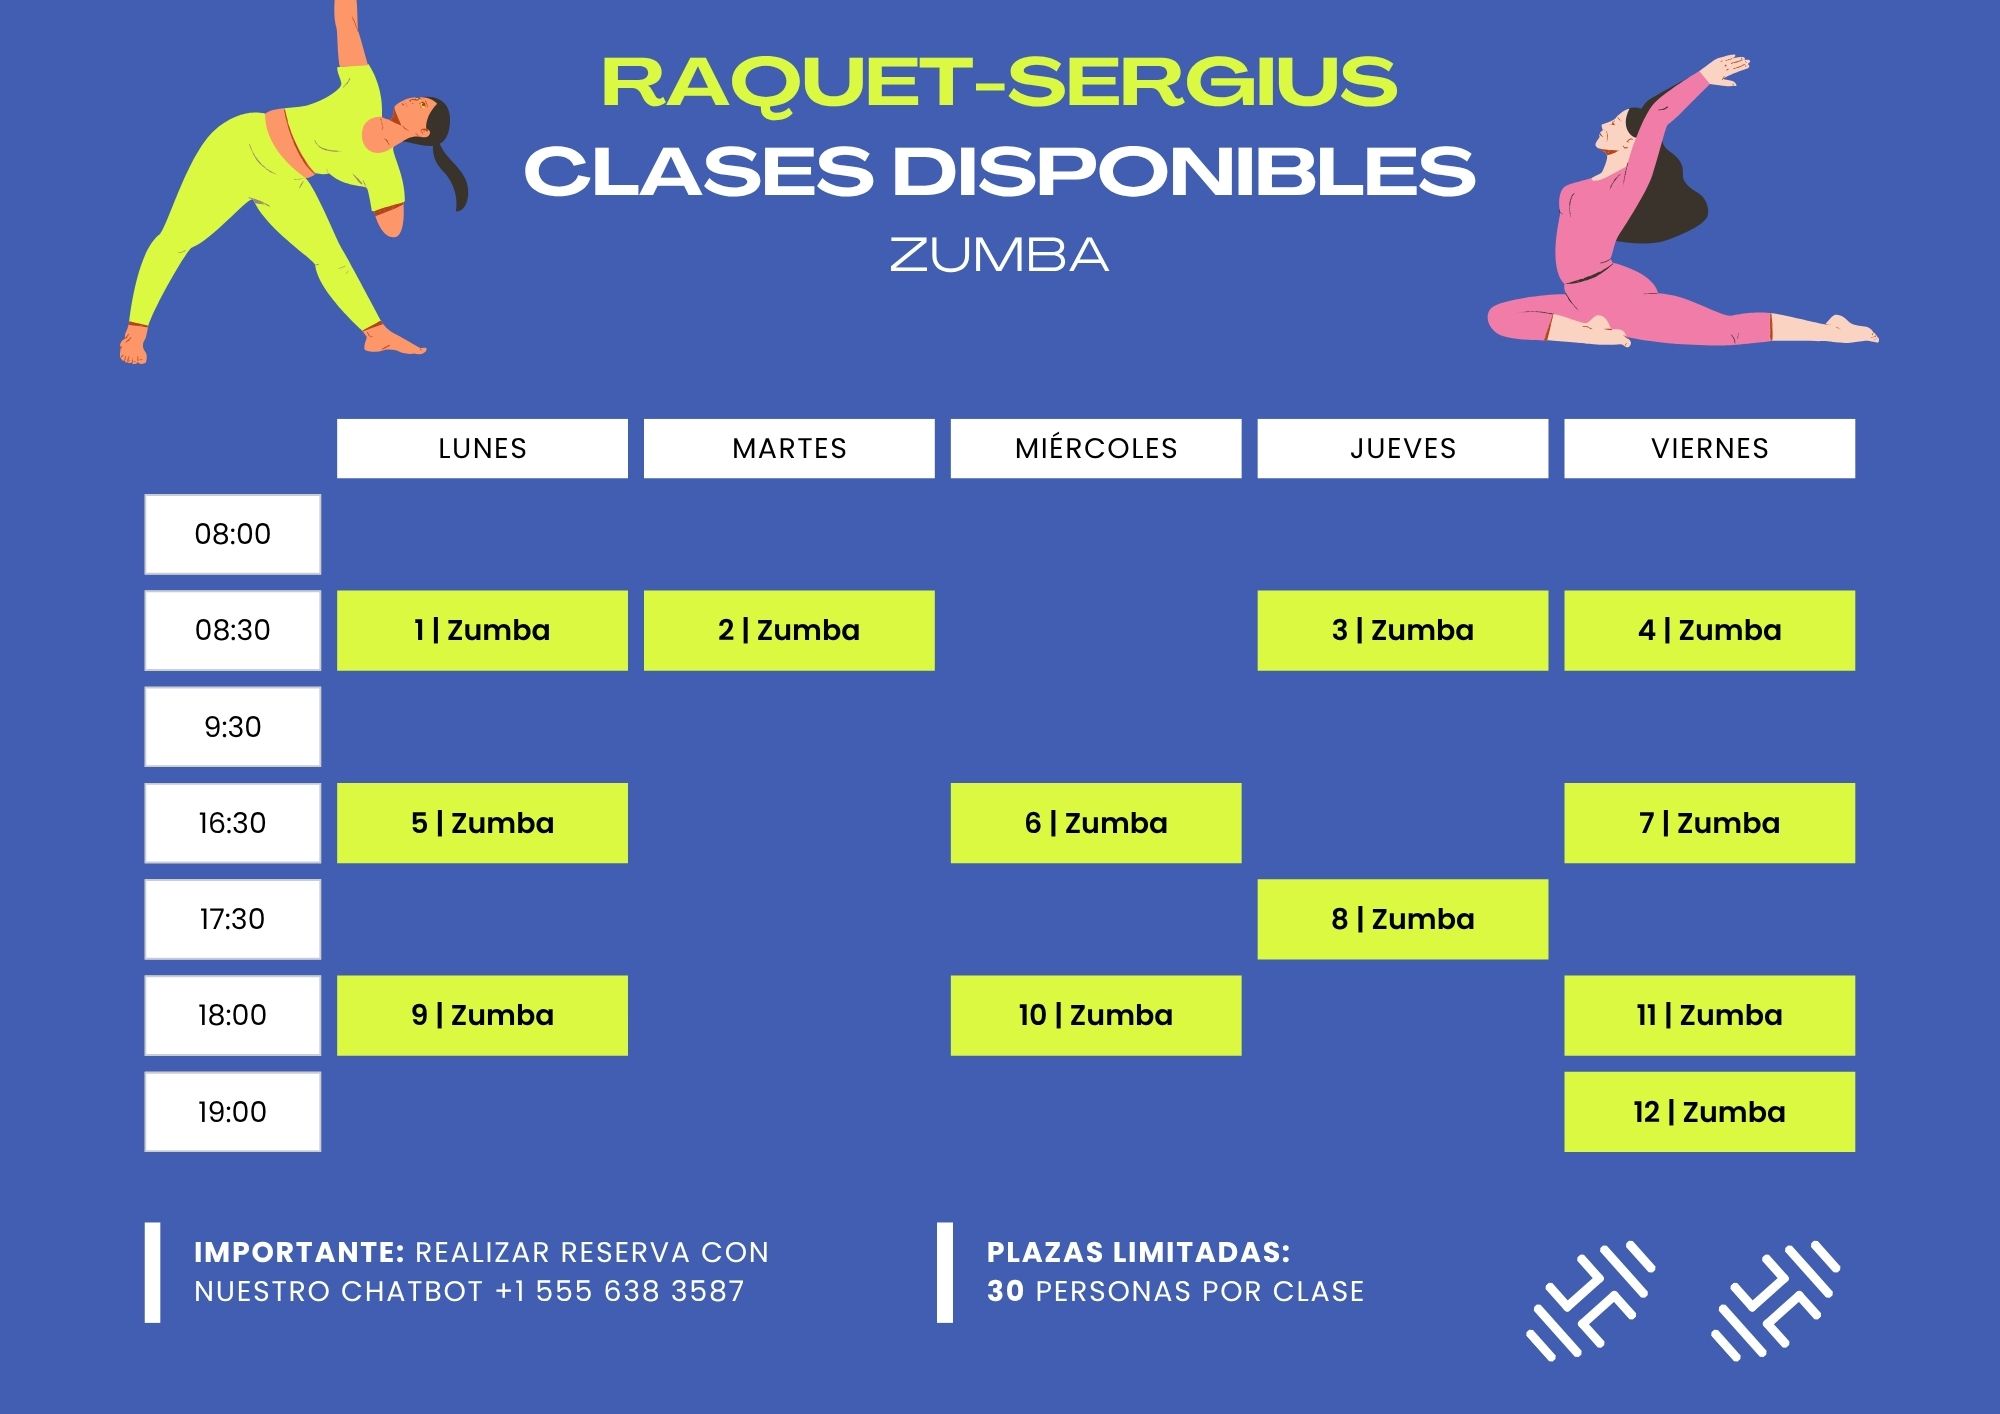 RAQUET-SERGIUS
CLASES DISPONIBLES
ZUMBA
LUNES MARTES MIÉRCOLES JUEVES VIERNES
08:00
08:30 1 | Zumba 2 | Zumba 3 | Zumba 4 | Zumba
9:30
16:30 5 | Zumba 6 | Zumba 7 | Zumba
17:30 8 | Zumba
18:00 9 | Zumba 10 | Zumba 11 | Zumba
19:00 12 | Zumba
IMPORTANTE: REALIZAR RESERVA CON
NUESTRO CHATBOT +1 555 638 3587
PLAZAS LIMITADAS:
30 PERSONAS POR CLASE